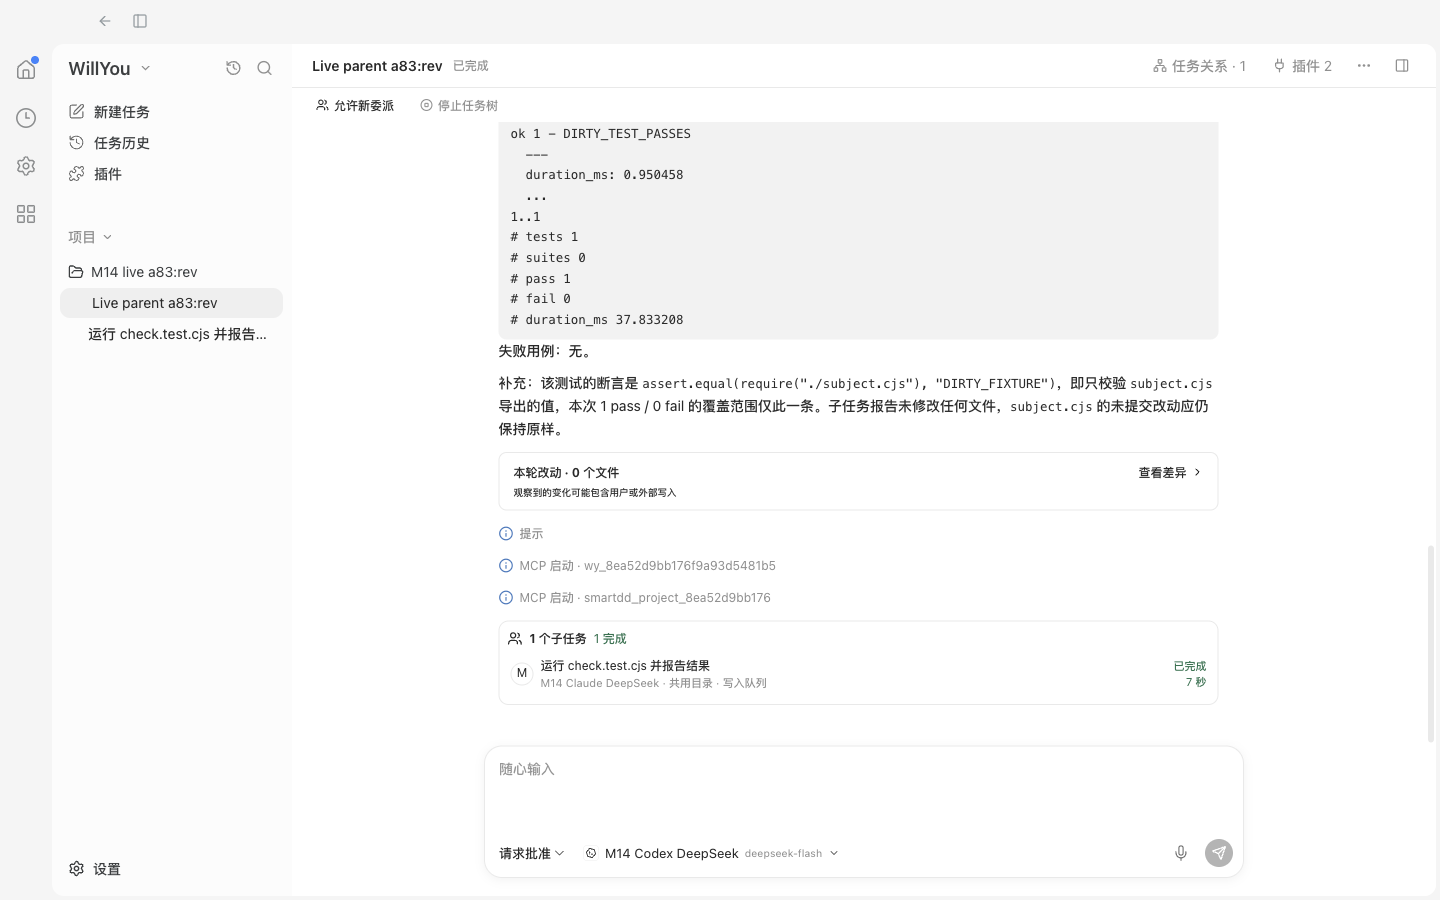 WillYou
新建任务
任务历史
插件
项目
M14 live a83:rev
Live parent a83:rev
运行 check.test.cjs 并报告...
设置
Live parent a83:rev 已完成
任务关系 · 1 插件 2
允许新委派 停止任务树
ok 1 – DIRTY_TEST_PASSES
---
duration_ms: 0.950458
...
1..1
# tests 1
# suites 0
# pass 1
# fail 0
# duration_ms 37.833208
失败用例：无。
补充：该测试的断言是 assert.equal(require("./subject.cjs"), "DIRTY_FIXTURE")，即只校验 subject.cjs
导出的值，本次 1 pass / 0 fail 的覆盖范围仅此一条。子任务报告未修改任何文件，subject.cjs 的未提交改动应仍
保持原样。
本轮改动 · 0 个文件 查看差异
观察到的变化可能包含用户或外部写入
提示
MCP 启动 · wy_8ea52d9bb176f9a93d5481b5
MCP 启动 · smartdd_project_8ea52d9bb176
1 个子任务 1 完成
M
运行 check.test.cjs 并报告结果 已完成
M14 Claude DeepSeek · 共用目录 · 写入队列 7 秒
随心输入
请求批准 M14 Codex DeepSeek deepseek-flash